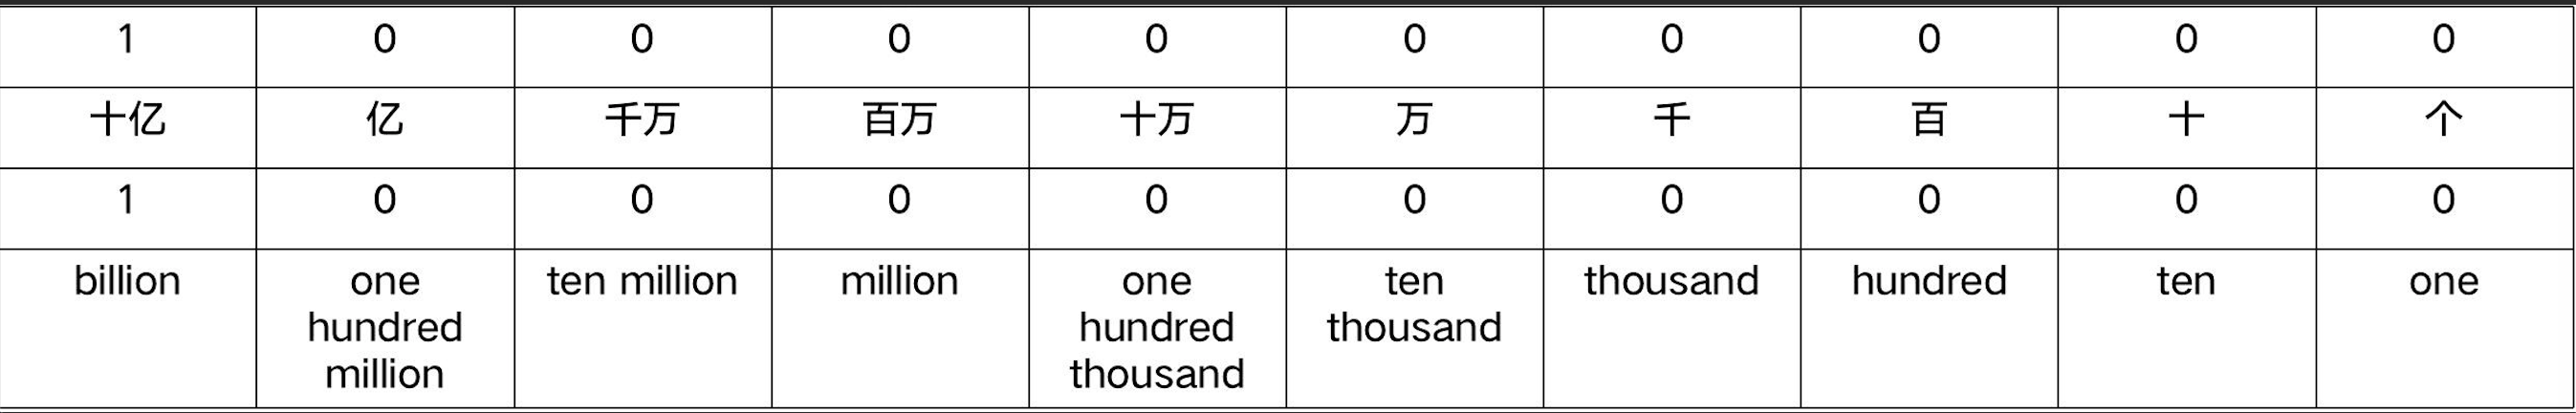 1 0 0 0 0 0 0 0 0 0
十亿 亿 千万 百万 十万 万 千 百 十 个
1 0 0 0 0 0 0 0 0 0
billion one ten million million one ten thousand hundred ten one
hundred hundred thousand
million thousand